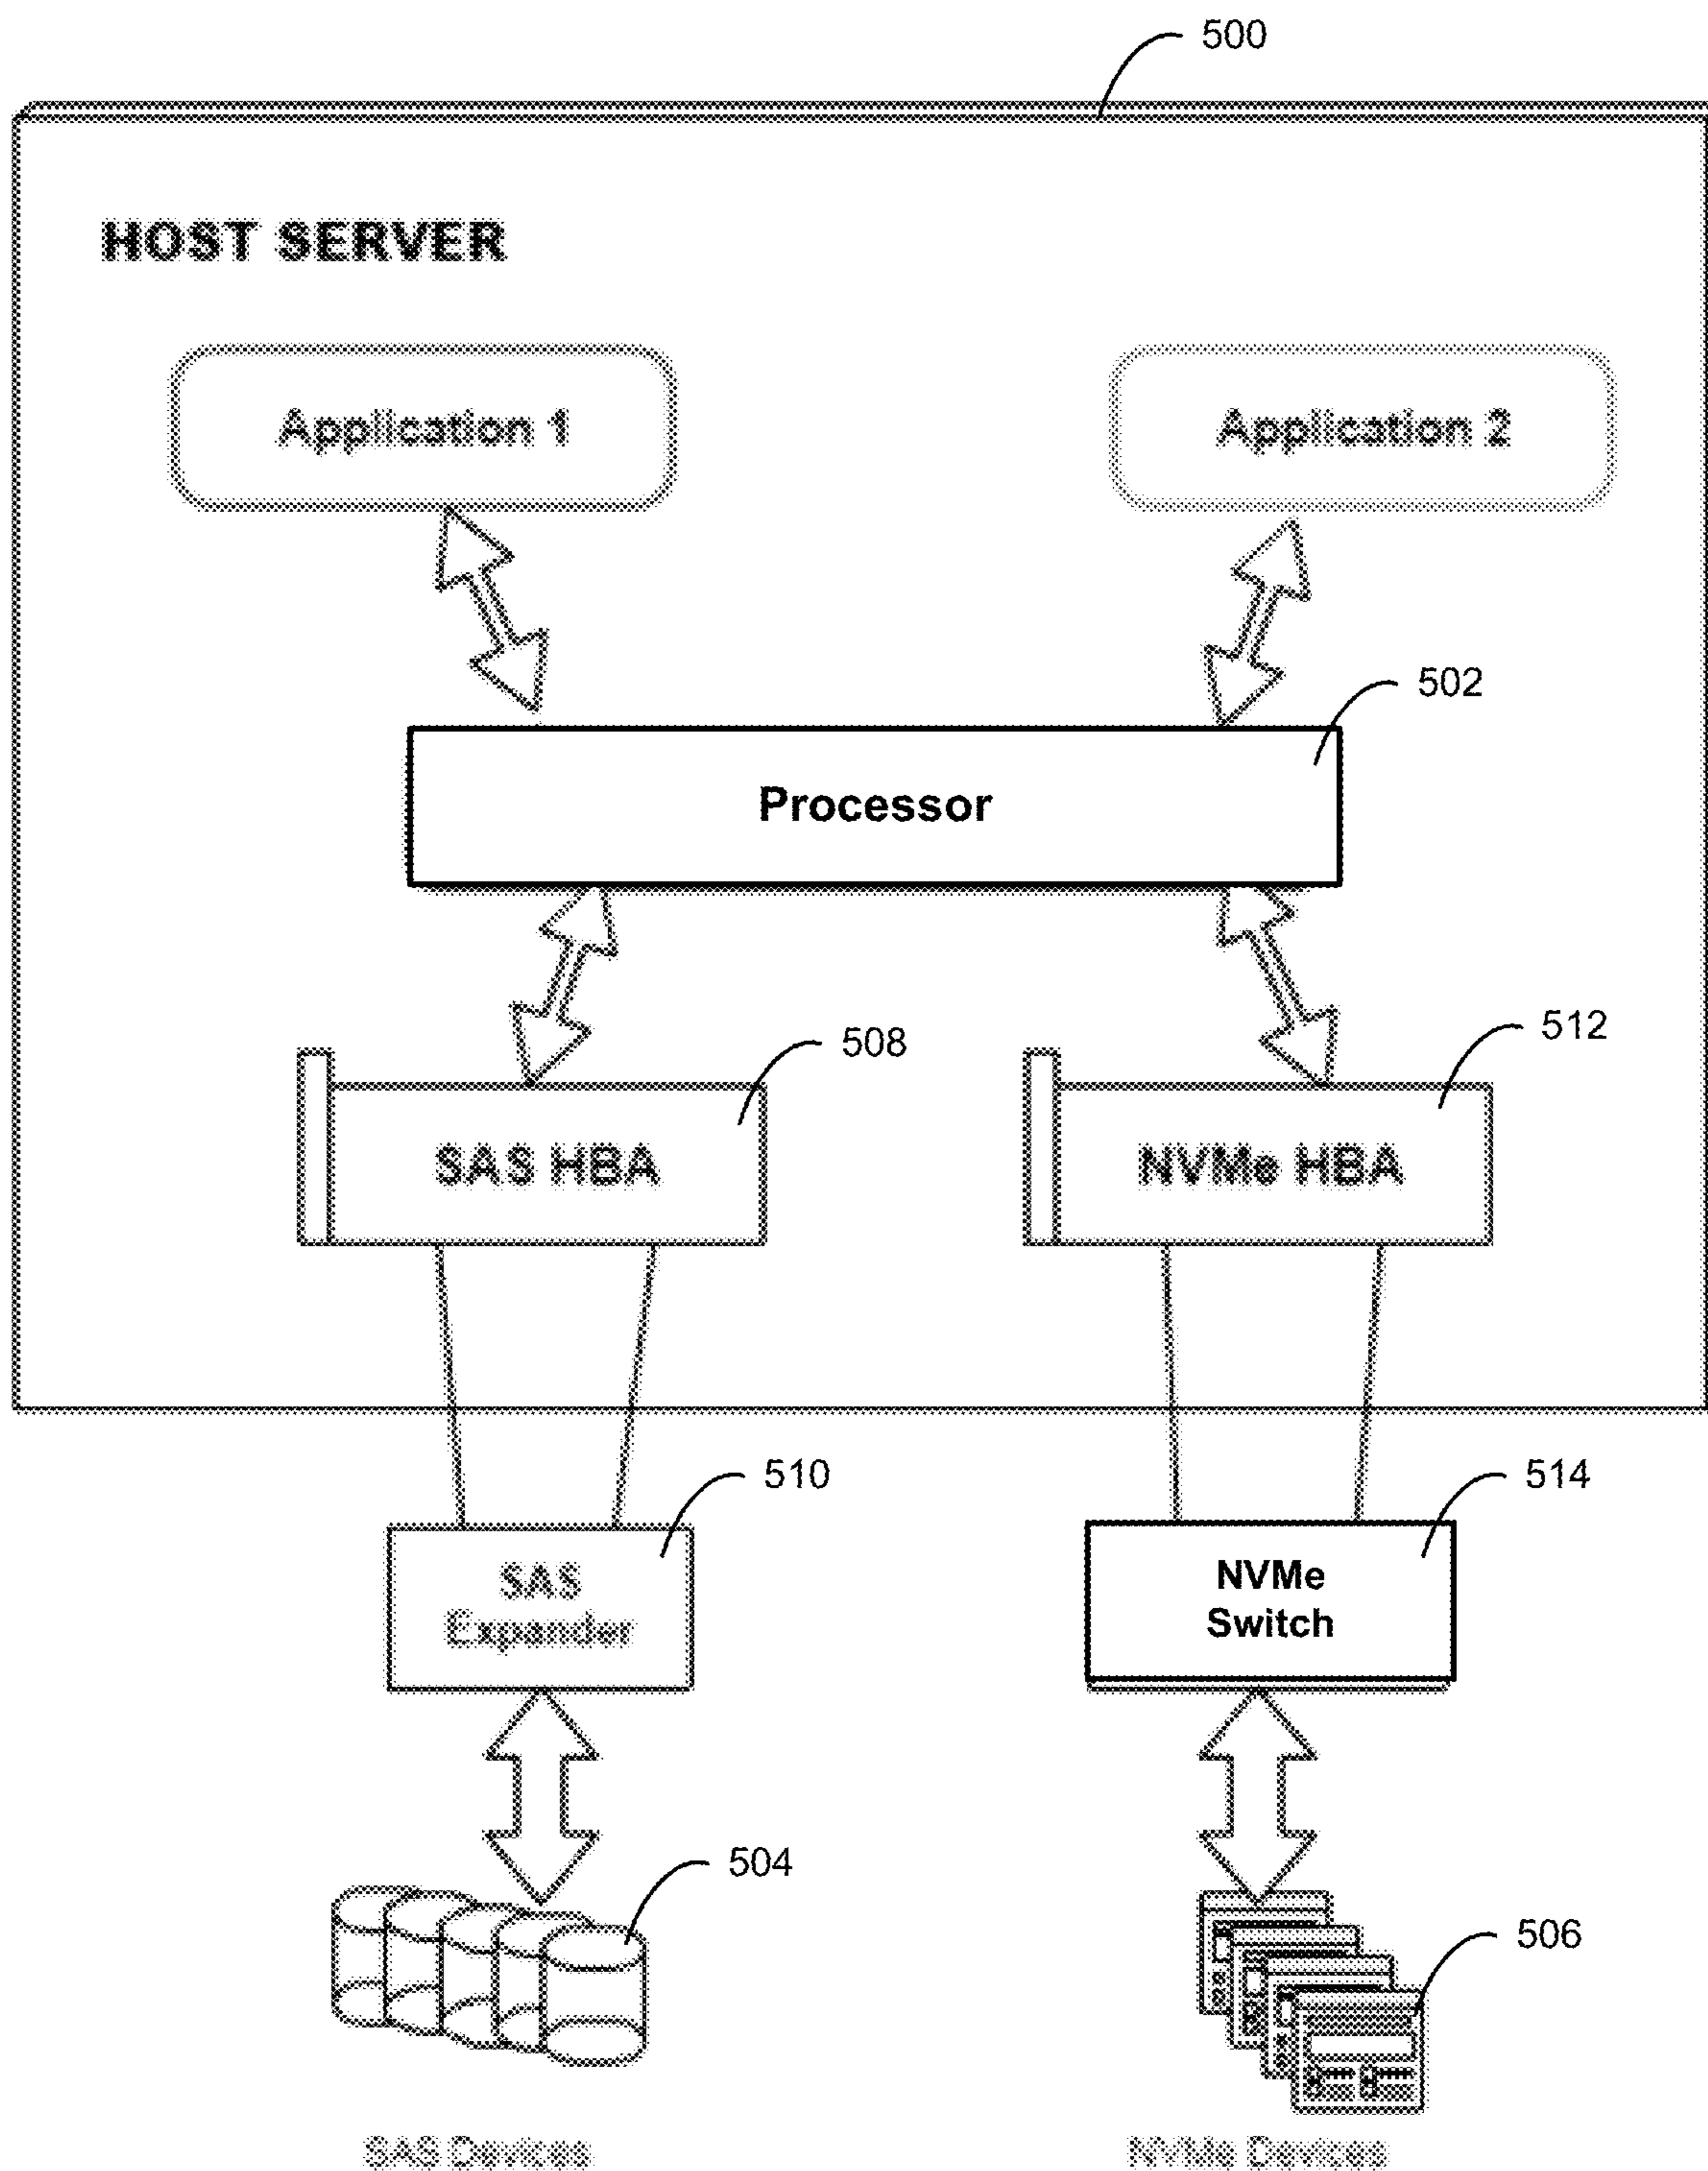 500
HOST SERVER
Application 1
Application 2
502
Processor
508
512
SAS HBA
NVMe HBA
510
514
SAS
Expander
NVMe
Switch
504
506
SAS Devices
NVMe Devices